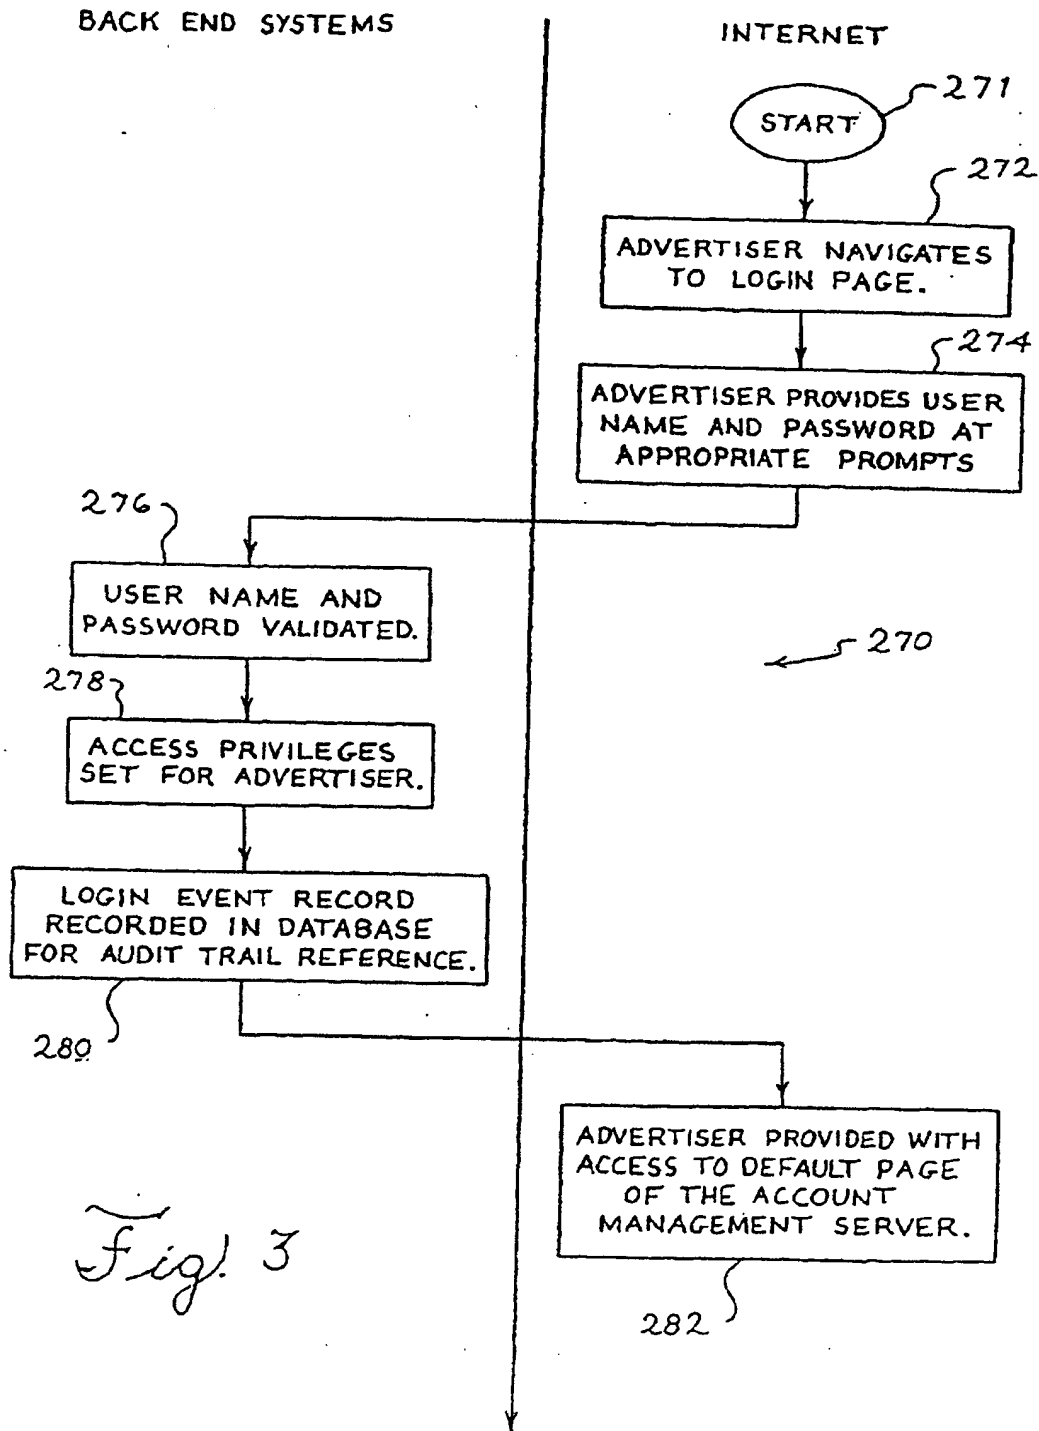 BACK END SYSTEMS
INTERNET
START
271
272
ADVERTISER NAVIGATES
TO LOGIN PAGE.
274
ADVERTISER PROVIDES USER
NAME AND PASSWORD AT
APPROPRIATE PROMPTS
276
USER NAME AND
PASSWORD VALIDATED.
270
278
ACCESS PRIVILEGES
SET FOR ADVERTISER.
LOGIN EVENT RECORD
RECORDED IN DATABASE
FOR AUDIT TRAIL REFERENCE.
280
ADVERTISER PROVIDED WITH
ACCESS TO DEFAULT PAGE
OF THE ACCOUNT
MANAGEMENT SERVER.
282
Fig. 3